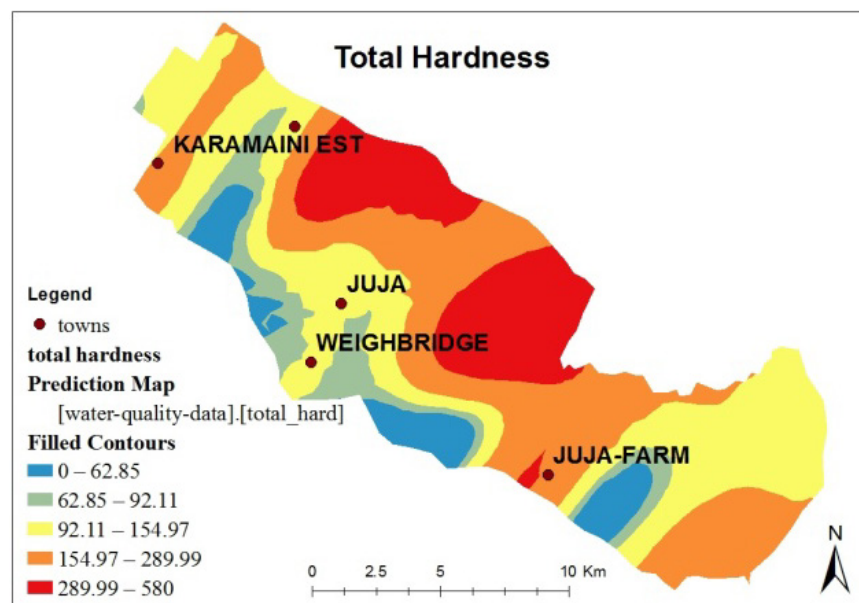 Total Hardness
KARAMAINI EST
JUJA
WEIGHBRIDGE
JUJA-FARM
Legend
towns
total hardness
Prediction Map
[water-quality-data].[total_hard]
Filled Contours
0 – 62.85
62.85 – 92.11
92.11 – 154.97
154.97 – 289.99
289.99 – 580
0 2.5 5 10 Km
N